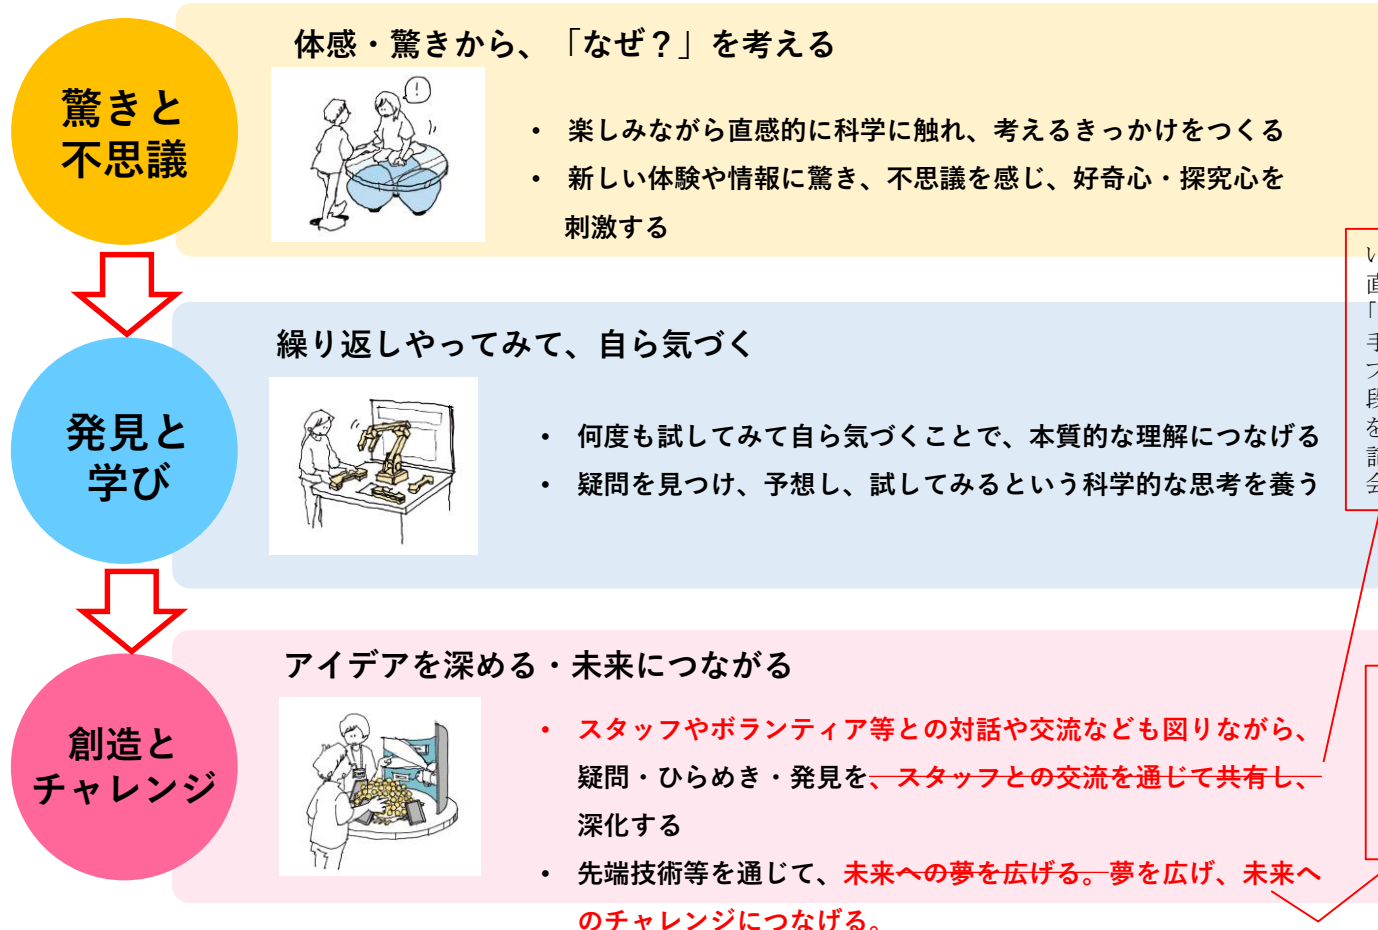 驚きと
不思議
体感・驚きから、「なぜ？」を考える
• 楽しみながら直感的に科学に触れ、考えるきっかけをつくる
• 新しい体験や情報に驚き、不思議を感じ、好奇心・探究心を
刺激する
発見と
学び
繰り返しやってみて、自ら気づく
• 何度も試してみて自ら気づくことで、本質的な理解につなげる
• 疑問を見つけ、予想し、試してみるという科学的な思考を養う
創造と
チャレンジ
アイデアを深める・未来につながる
• スタッフやボランティア等との対話や交流なども図りながら、
疑問・ひらめき・発見を、スタッフとの交流を通じて共有し、
深化する
• 先端技術等を通じて、未来への夢を広げる。夢を広げ、未来へ
のチャレンジにつなげる。